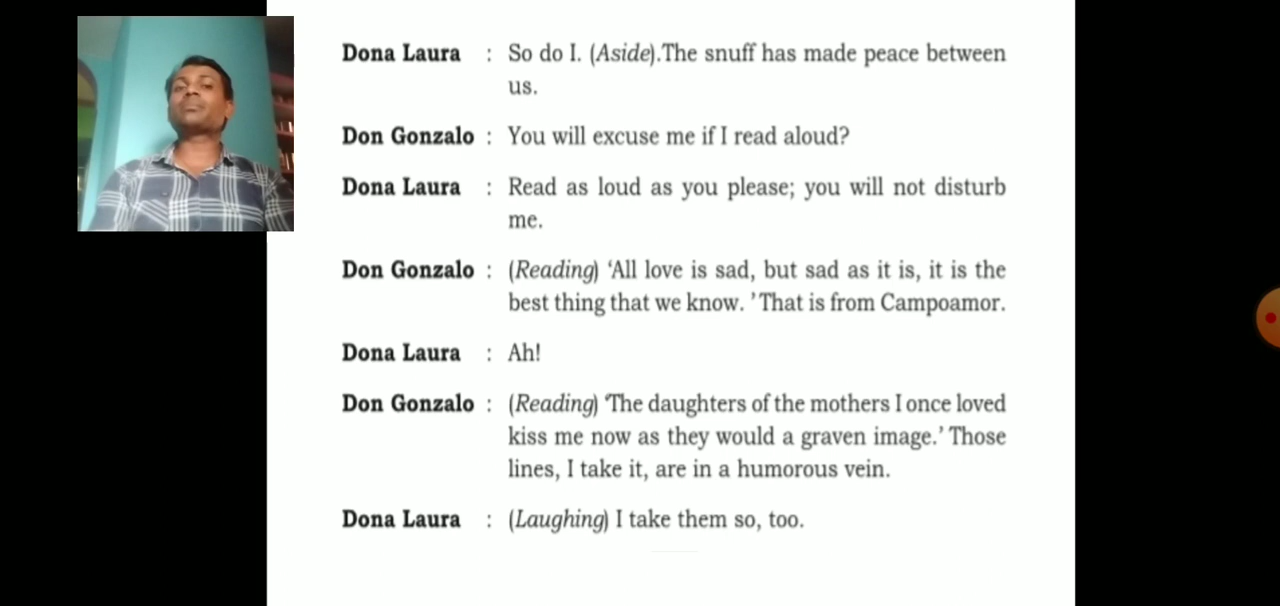 Dona Laura : So do I. (Aside).The snuff has made peace between
us.
Don Gonzalo : You will excuse me if I read aloud?
Dona Laura : Read as loud as you please; you will not disturb
me.
Don Gonzalo : (Reading) ‘All love is sad, but sad as it is, it is the
best thing that we know. ’ That is from Campoamor.
Dona Laura : Ah!
Don Gonzalo : (Reading) ‘The daughters of the mothers I once loved
kiss me now as they would a graven image.’ Those
lines, I take it, are in a humorous vein.
Dona Laura : (Laughing) I take them so, too.